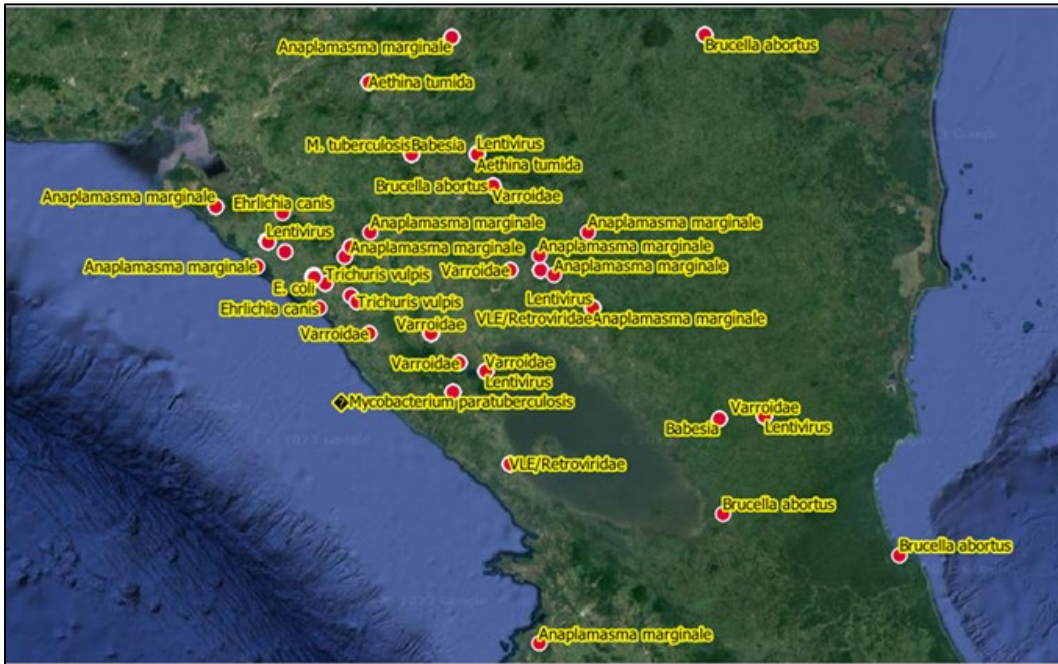 Anaplamasma marginale
Brucella abortus
Aethina tumida
M. tuberculosis Babesia
Lentivirus
Aethina tumida
Brucella abortus
Varroidae
Anaplamasma marginale
Ehrlichia canis
Anaplamasma marginale
Anaplamasma marginale
Lentivirus
Anaplamasma marginale
Anaplamasma marginale
Anaplamasma marginale
Trichuris vulpis
Varroidae
Anaplamasma marginale
E. coli
Ehrlichia canis
Trichuris vulpis
Lentivirus
VLE/Retroviridae Anaplamasma marginale
Varroidae
Varroidae
Varroidae
Varroidae
Lentivirus
�Mycobacterium paratuberculosis
Varroidae
Babesia
Lentivirus
VLE/Retroviridae
Brucella abortus
Brucella abortus
Anaplamasma marginale